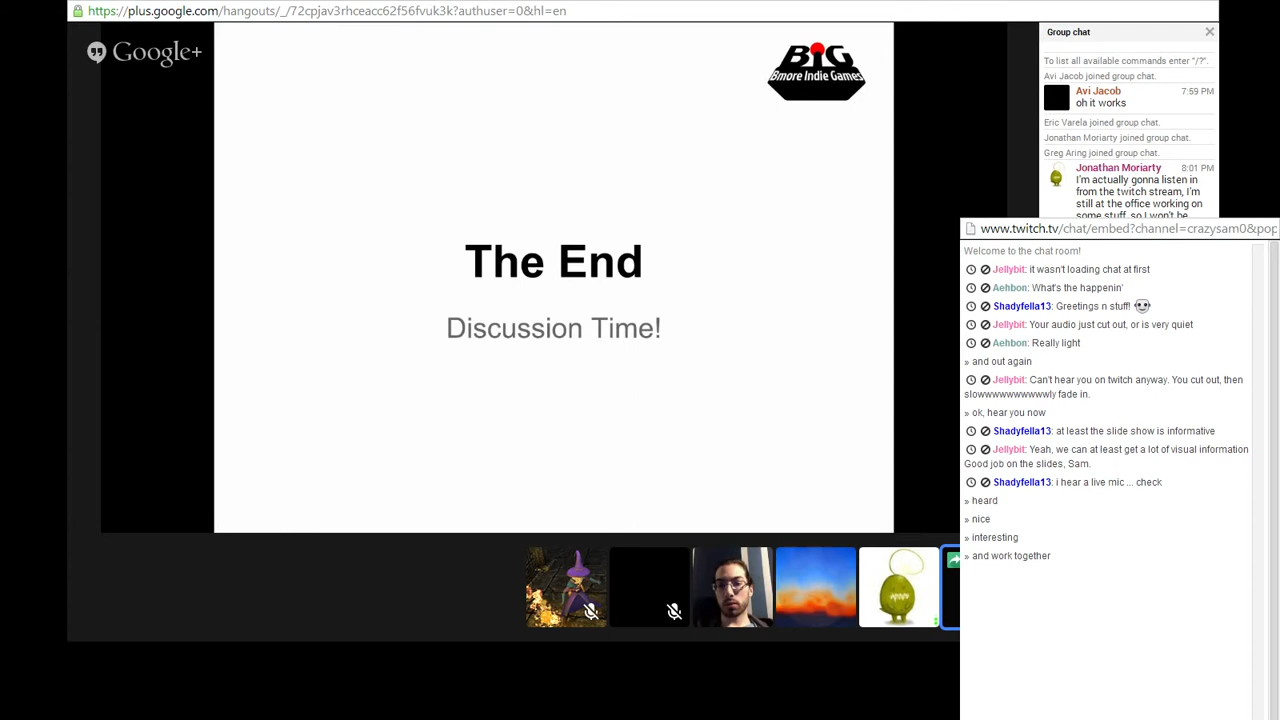 https://plus.google.com/hangouts/_/72cpjav3rhceacc62f56fvuk3k?authuser=0&hl=en
Google+
BiG
Bmore Indie Games
The End
Discussion Time!
Group chat
To list all available commands enter "/?".
Avi Jacob joined group chat.
Avi Jacob 7:59 PM
oh it works
Eric Varela joined group chat.
Jonathan Moriarty joined group chat.
Greg Aring joined group chat.
Jonathan Moriarty 8:01 PM
I'm actually gonna listen in
from the twitch stream, I'm
still at the office working on
some stuff, so I won't be
www.twitch.tv/chat/embed?channel=crazysam0&pop
Welcome to the chat room!
Jellybit: it wasn't loading chat at first
Aehbon: What's the happenin'
Shadyfella13: Greetings n stuff!
Jellybit: Your audio just cut out, or is very quiet
Aehbon: Really light
» and out again
Jellybit: Can't hear you on twitch anyway. You cut out, then
slowwwwwwwwwwly fade in.
» ok, hear you now
Shadyfella13: at least the slide show is informative
Jellybit: Yeah, we can at least get a lot of visual information
Good job on the slides, Sam.
Shadyfella13: i hear a live mic ... check
» heard
» nice
» interesting
» and work together